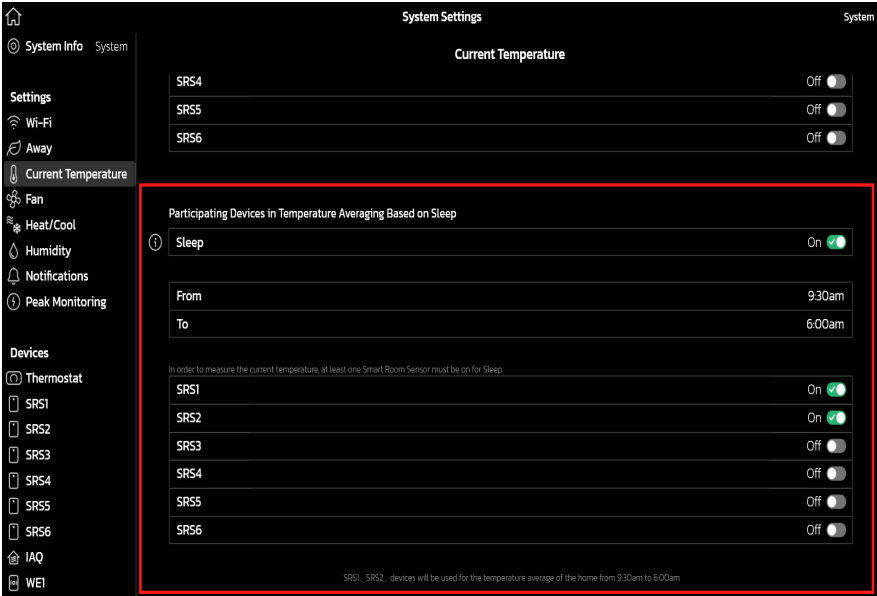 System Settings
System
System Info System
Current Temperature
SRS4 Off
SRS5 Off
SRS6 Off
Settings
Wi-Fi
Away
Current Temperature
Fan
Heat/Cool
Humidity
Notifications
Peak Monitoring
Devices
Thermostat
SRS1
SRS2
SRS3
SRS4
SRS5
SRS6
IAQ
WE1
Participating Devices in Temperature Averaging Based on Sleep
Sleep On
From 9:30am
To 6:00am
In order to measure the current temperature, at least one Smart Room Sensor must be on for Sleep.
SRS1 On
SRS2 On
SRS3 Off
SRS4 Off
SRS5 Off
SRS6 Off
SRS1, SRS2, devices will be used for the temperature average of the home from 9:30am to 6:00am